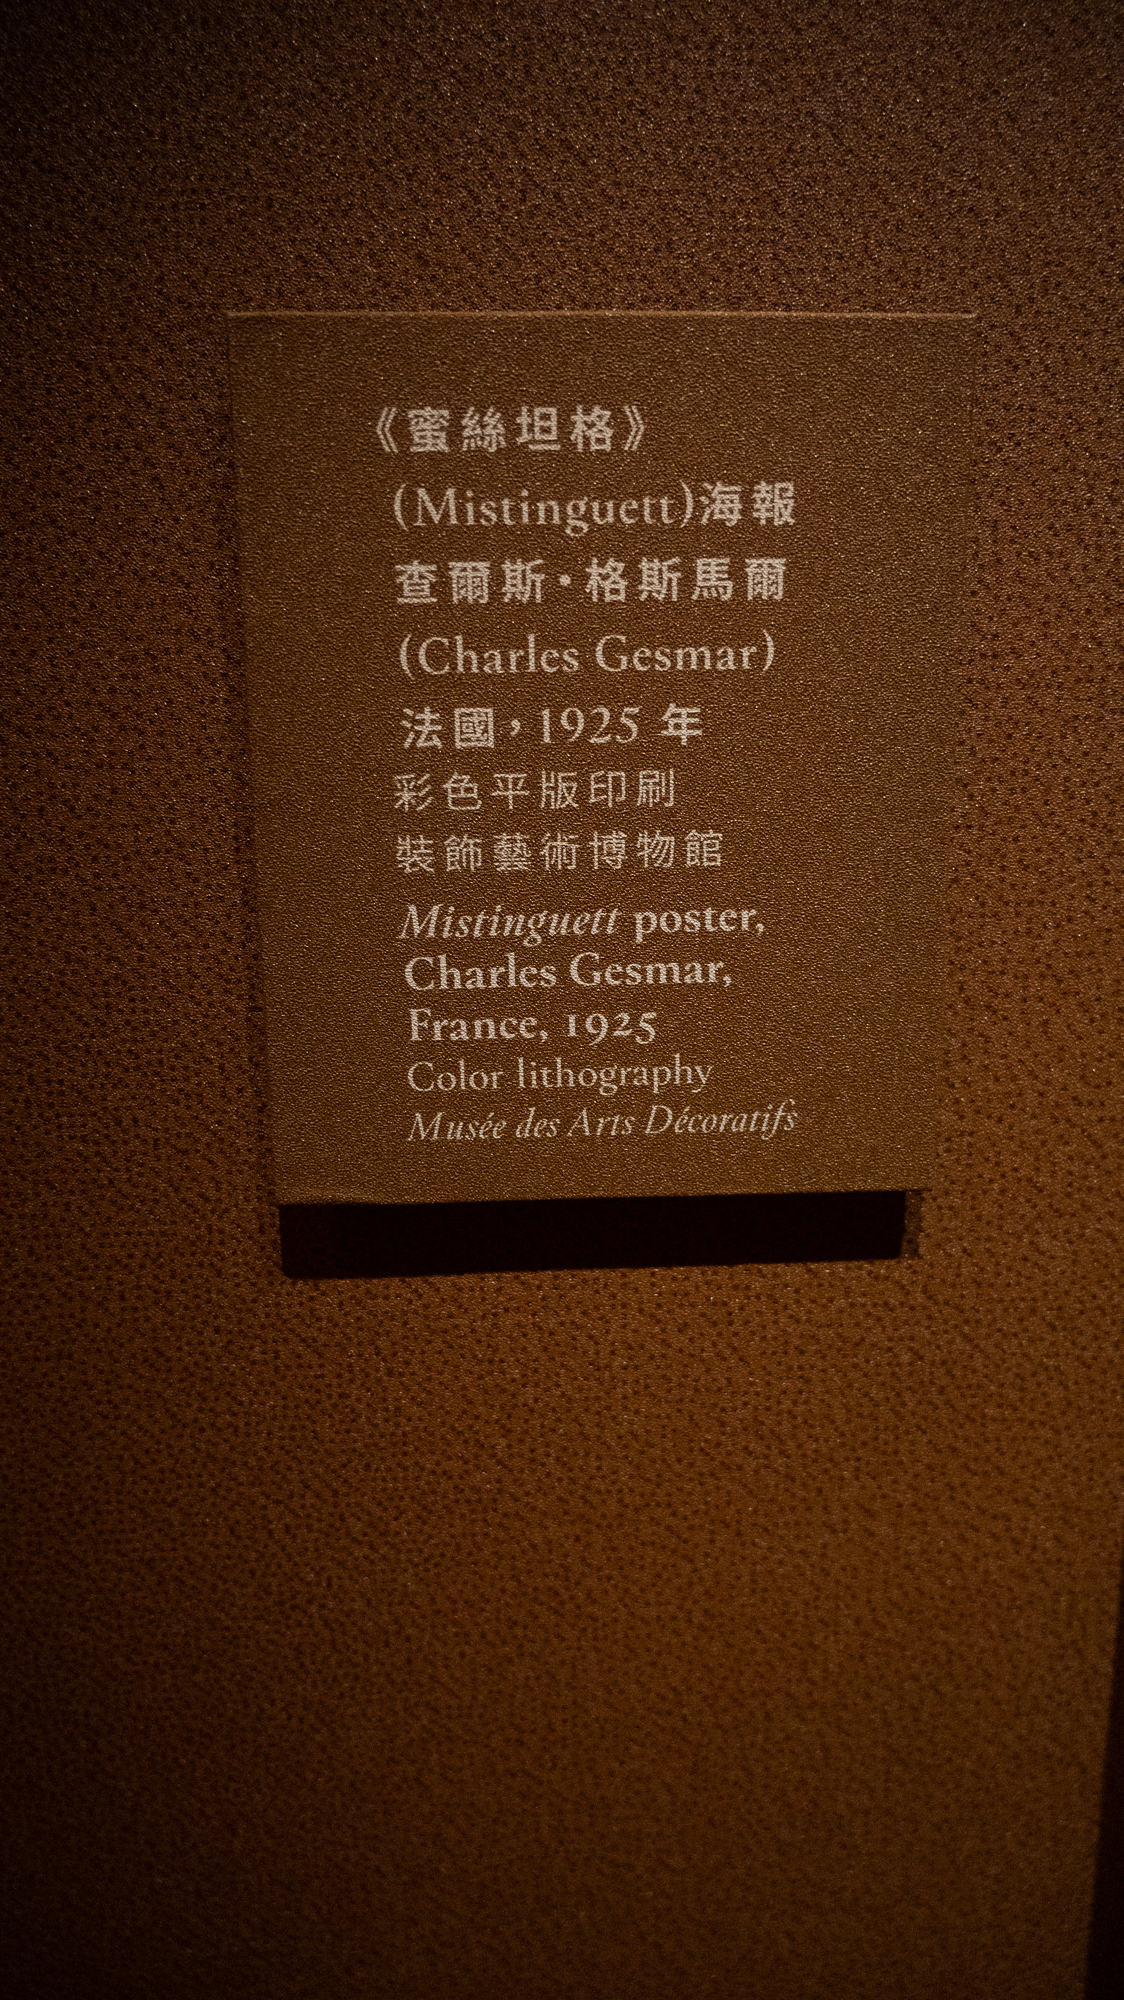 《蜜絲坦格》
(Mistinguett)海報
查爾斯·格斯馬爾
(Charles Gesmar)
法國，1925 年
彩色平版印刷
裝飾藝術博物館
Mistinguett poster,
Charles Gesmar,
France, 1925
Color lithography
Musée des Arts Décoratifs